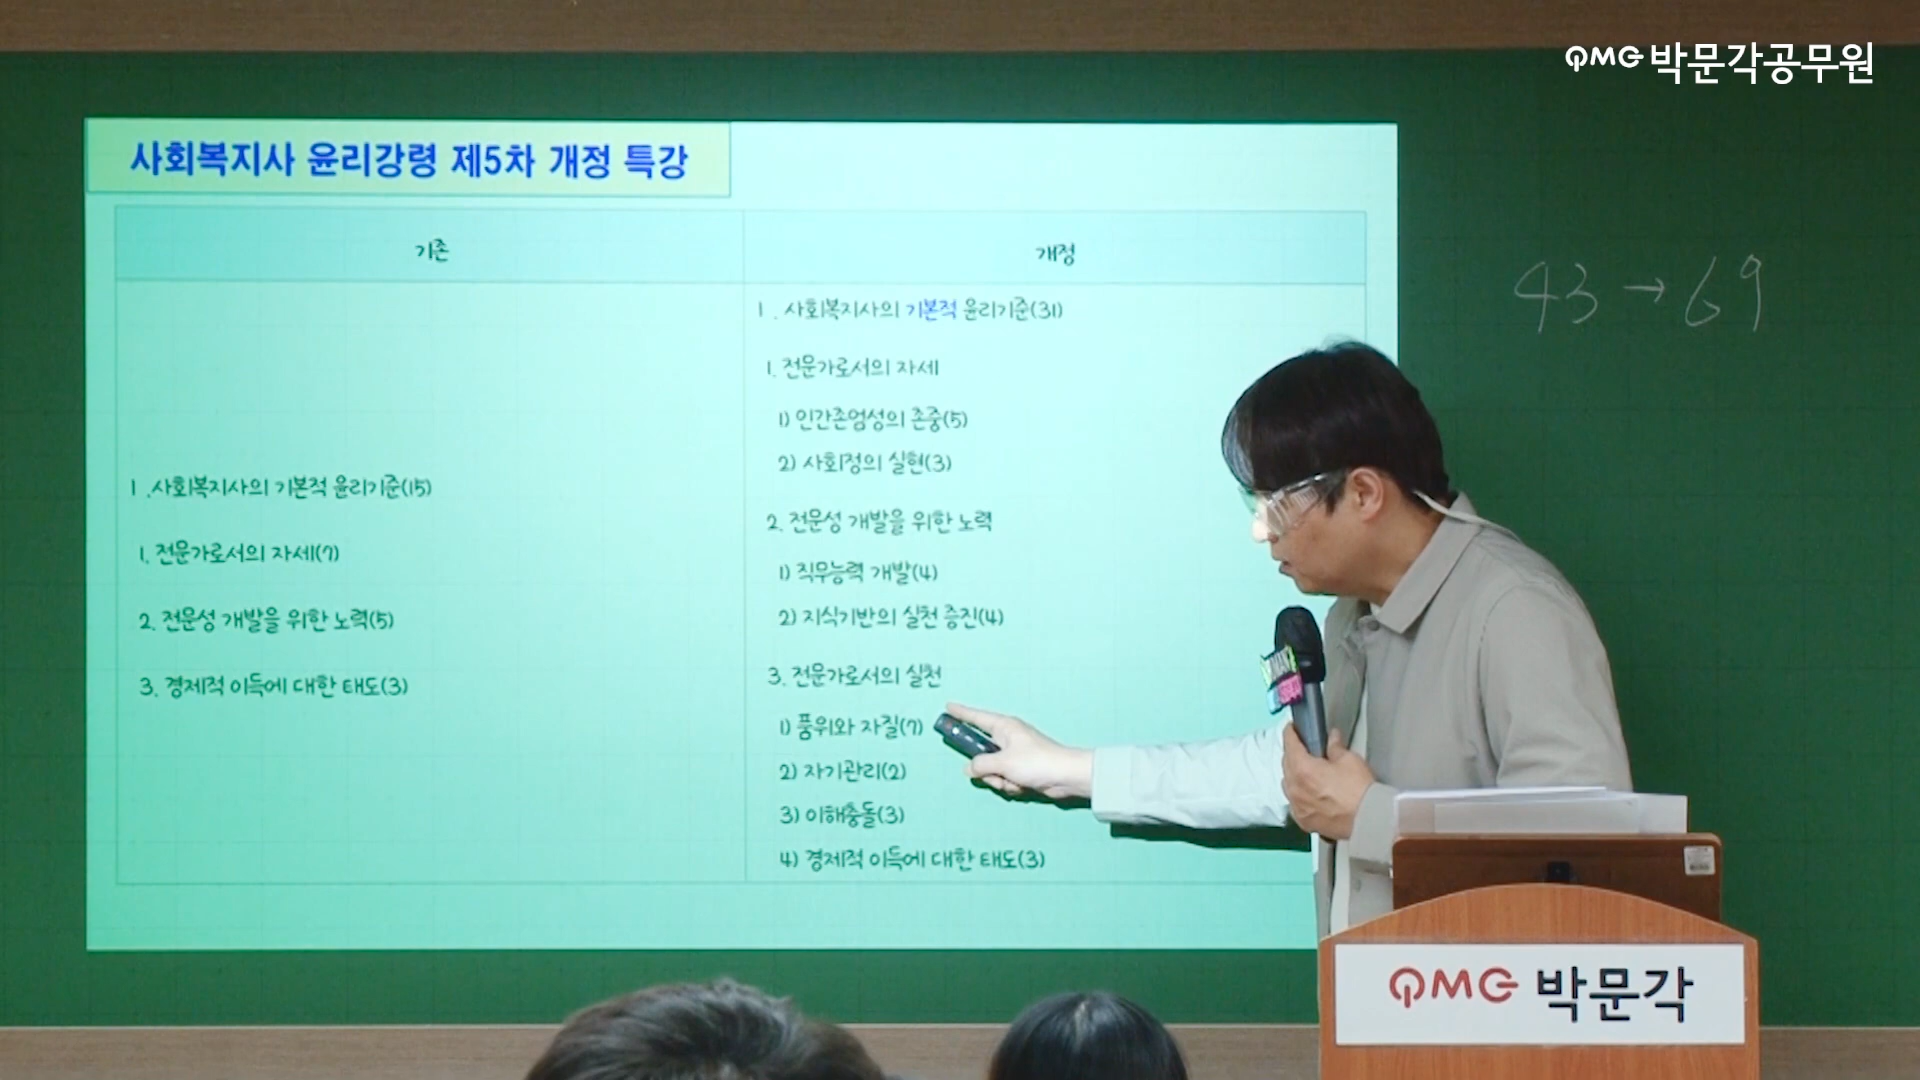 PMG 박문각공무원
사회복지사 윤리강령 제5차 개정 특강
기존
개정
43 → 69
Ⅰ.사회복지사의 기본적 윤리기준(15)
1. 전문가로서의 자세(7)
2. 전문성 개발을 위한 노력(5)
3. 경제적 이득에 대한 태도(3)
Ⅰ. 사회복지사의 기본적 윤리기준(31)
1. 전문가로서의 자세
1) 인간존엄성의 존중(5)
2) 사회정의 실현(3)
2. 전문성 개발을 위한 노력
1) 직무능력 개발(4)
2) 지식기반의 실천 증진(4)
3. 전문가로서의 실천
1) 품위와 자질(7)
2) 자기관리(2)
3) 이해충돌(3)
4) 경제적 이득에 대한 태도(3)
PMG 박문각